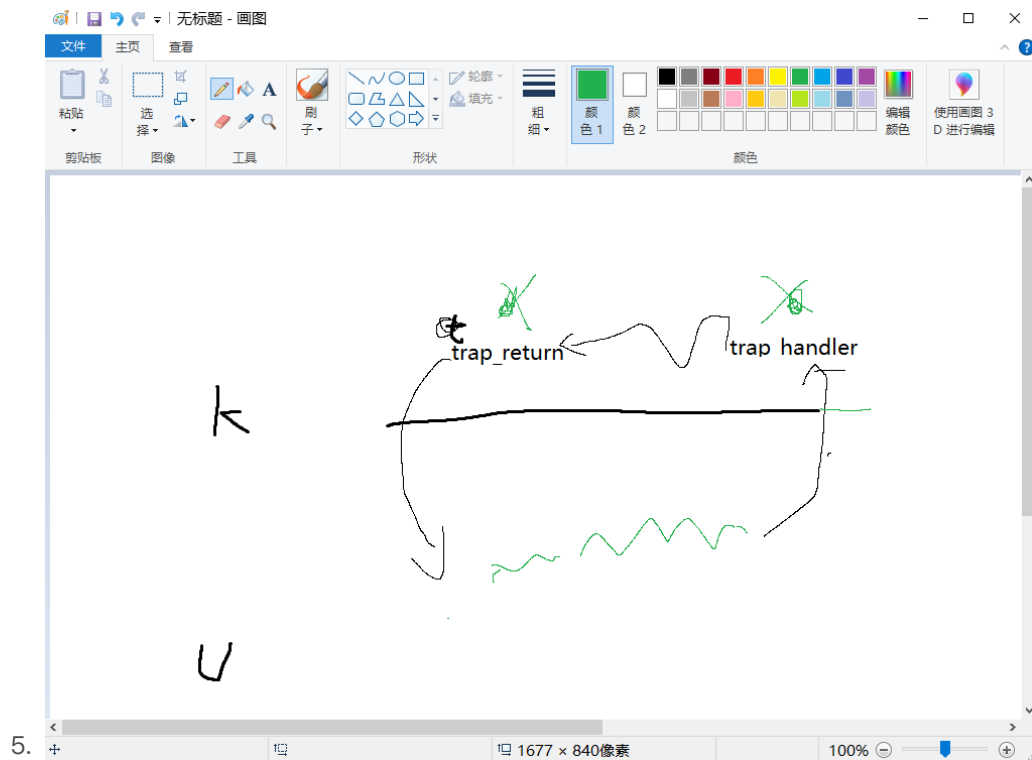 无标题 - 画图
文件 主页 查看
粘贴
选择
A
刷子
轮廓
填充
粗细
颜色 1
颜色 2
编辑颜色
使用画图 3D 进行编辑
剪贴板 图像 工具 形状 颜色
t
trap_return
trap handler
k
U
5.
1677 × 840像素 100%